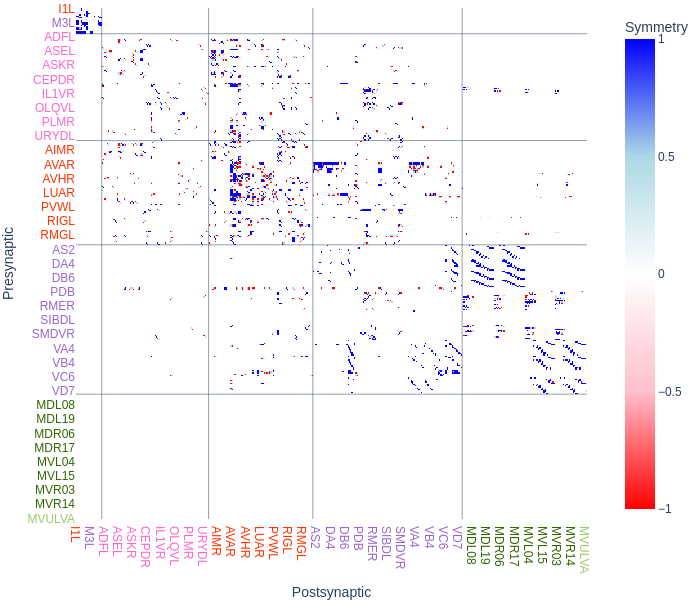 Symmetry
1
0.5
0
−0.5
−1
Presynaptic
I1L
M3L
ADFL
ASEL
ASKR
CEPDR
IL1VR
OLQVL
PLMR
URYDL
AIMR
AVAR
AVHR
LUAR
PVWL
RIGL
RMGL
AS2
DA4
DB6
PDB
RMER
SIBDL
SMDVR
VA4
VB4
VC6
VD7
MDL08
MDL19
MDR06
MDR17
MVL04
MVL15
MVR03
MVR14
MVULVA
I1L
M3L
ADFL
ASEL
ASKR
CEPDR
IL1VR
OLQVL
PLMR
URYDL
AIMR
AVAR
AVHR
LUAR
PVWL
RIGL
RMGL
AS2
DA4
DB6
PDB
RMER
SIBDL
SMDVR
VA4
VB4
VC6
VD7
MDL08
MDL19
MDR06
MDR17
MVL04
MVL15
MVR03
MVR14
MVULVA
Postsynaptic